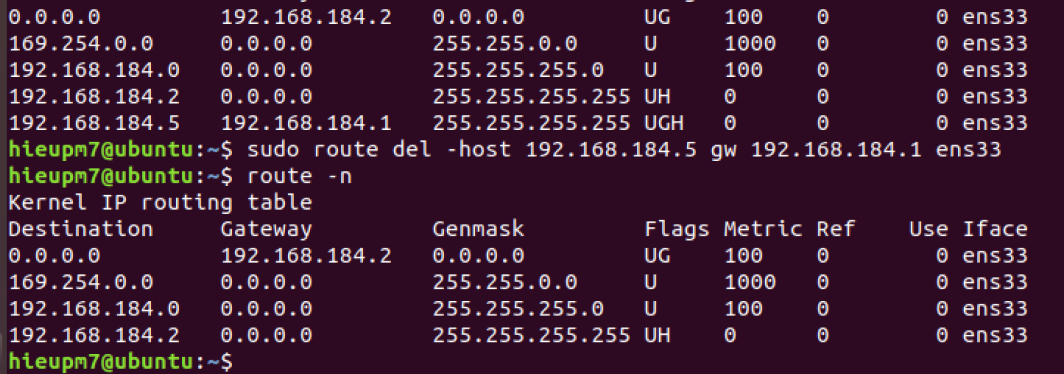 0.0.0.0 192.168.184.2 0.0.0.0 UG 100 0 0 ens33
169.254.0.0 0.0.0.0 255.255.0.0 U 1000 0 0 ens33
192.168.184.0 0.0.0.0 255.255.255.0 U 100 0 0 ens33
192.168.184.2 0.0.0.0 255.255.255.255 UH 0 0 0 ens33
192.168.184.5 192.168.184.1 255.255.255.255 UGH 0 0 0 ens33
hieupm7@ubuntu:~$ sudo route del -host 192.168.184.5 gw 192.168.184.1 ens33
hieupm7@ubuntu:~$ route -n
Kernel IP routing table
Destination Gateway Genmask Flags Metric Ref Use Iface
0.0.0.0 192.168.184.2 0.0.0.0 UG 100 0 0 ens33
169.254.0.0 0.0.0.0 255.255.0.0 U 1000 0 0 ens33
192.168.184.0 0.0.0.0 255.255.255.0 U 100 0 0 ens33
192.168.184.2 0.0.0.0 255.255.255.255 UH 0 0 0 ens33
hieupm7@ubuntu:~$